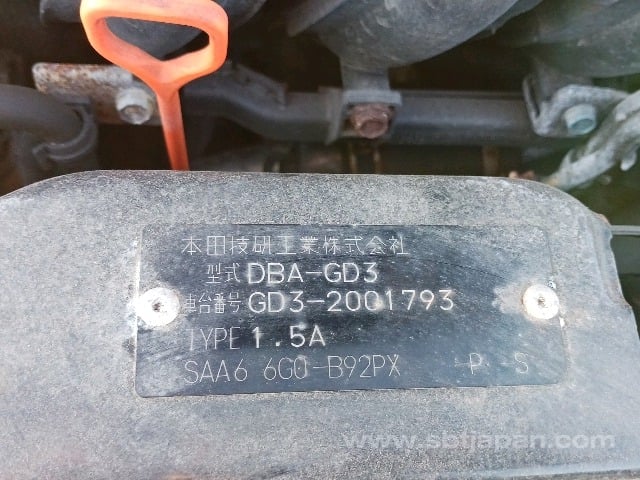 本田技研工業株式会社
型式 DBA-GD3
車台番号 GD3-2001793
TYPE 1.5A
SAA6 6G0-B92PX P S
www.sbtjapan.com